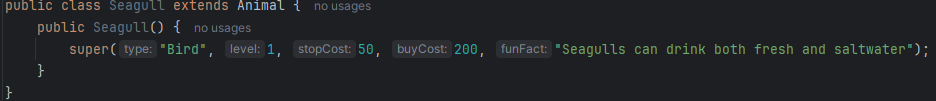 public class Seagull extends Animal { no usages
public Seagull() { no usages
super( type: "Bird", level: 1, stopCost: 50, buyCost: 200, funFact: "Seagulls can drink both fresh and saltwater");
}
}